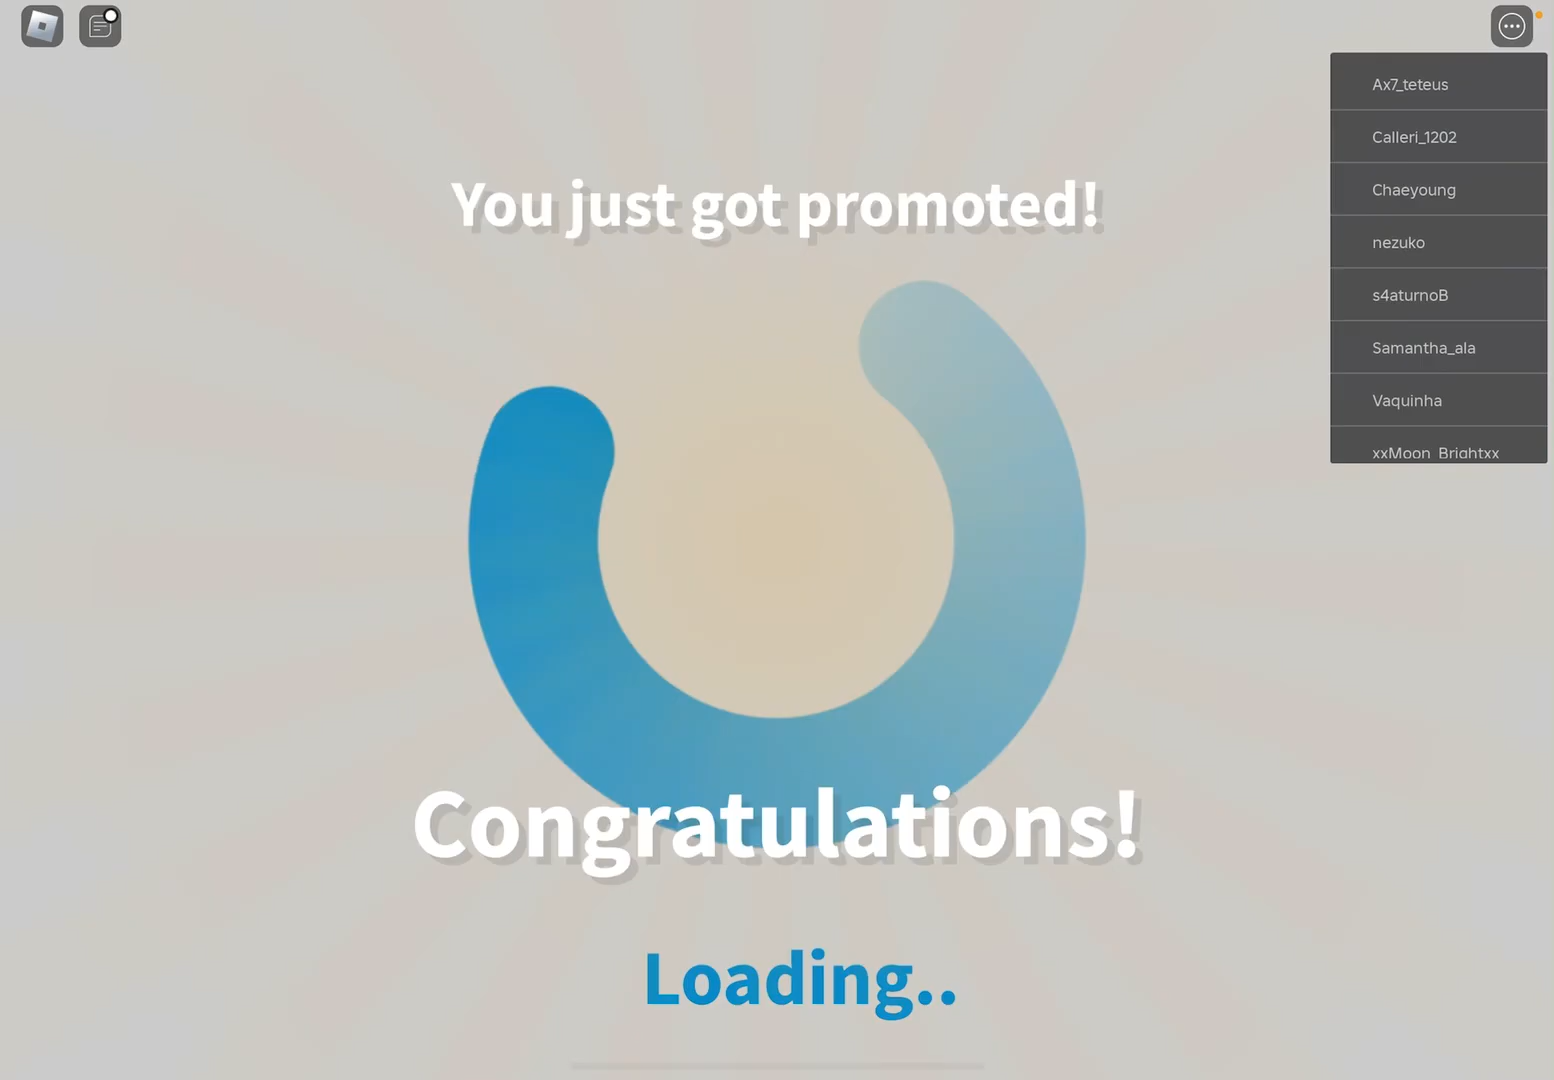 Ax7_teteus
Calleri_1202
Chaeyoung
nezuko
s4aturnoB
Samantha_ala
Vaquinha
xxMoon_Brightxx
You just got promoted!
Congratulations!
Loading..